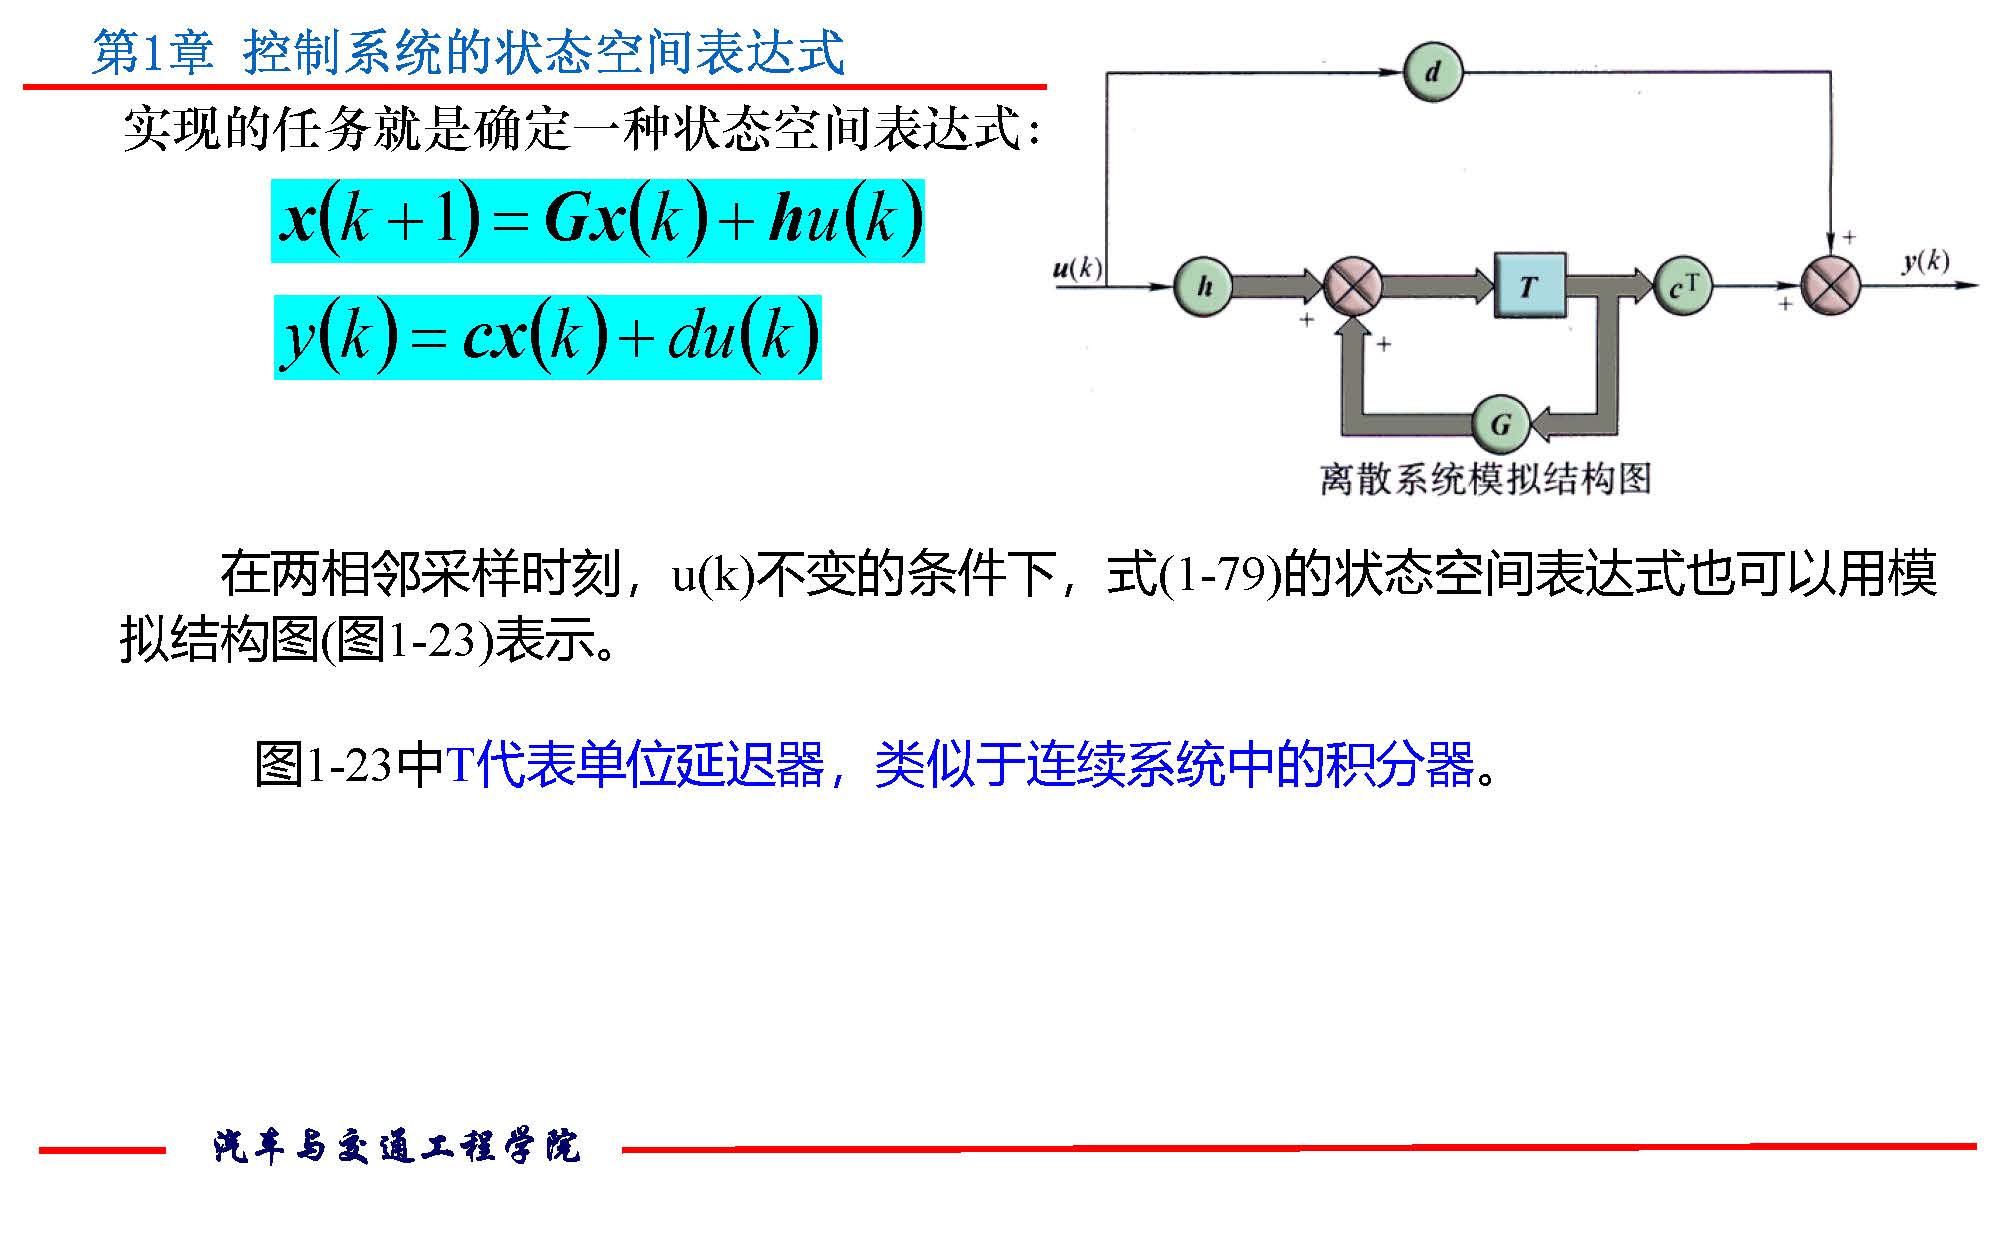 第1章 控制系统的状态空间表达式
实现的任务就是确定一种状态空间表达式：
x(k+1)=Gx(k)+hu(k)
y(k)=cx(k)+du(k)
d
+
u(k)
h
T
cᵀ
y(k)
+
+
+
G
离散系统模拟结构图
在两相邻采样时刻，u(k)不变的条件下，式(1-79)的状态空间表达式也可以用模
拟结构图(图1-23)表示。
图1-23中T代表单位延迟器，类似于连续系统中的积分器。
汽车与交通工程学院